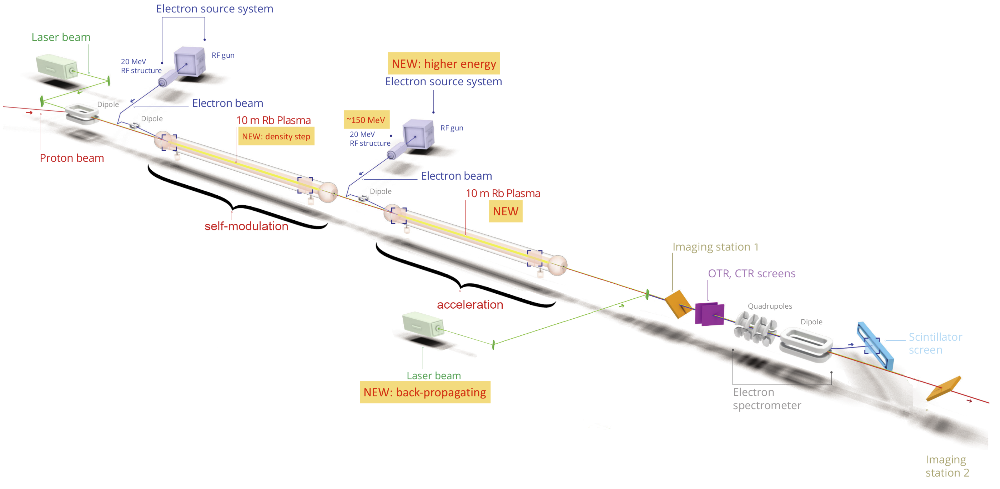 Electron source system
Laser beam
RF gun
20 MeV
RF structure
NEW: higher energy
Electron source system
Dipole
Electron beam
Dipole
10 m Rb Plasma
NEW: density step
~150 MeV
RF gun
20 MeV
RF structure
Proton beam
Electron beam
Dipole
10 m Rb Plasma
NEW
self-modulation
Imaging station 1
OTR, CTR screens
acceleration
Quadrupoles
Dipole
Scintillator
screen
Laser beam
NEW: back-propagating
Electron
spectrometer
Imaging
station 2